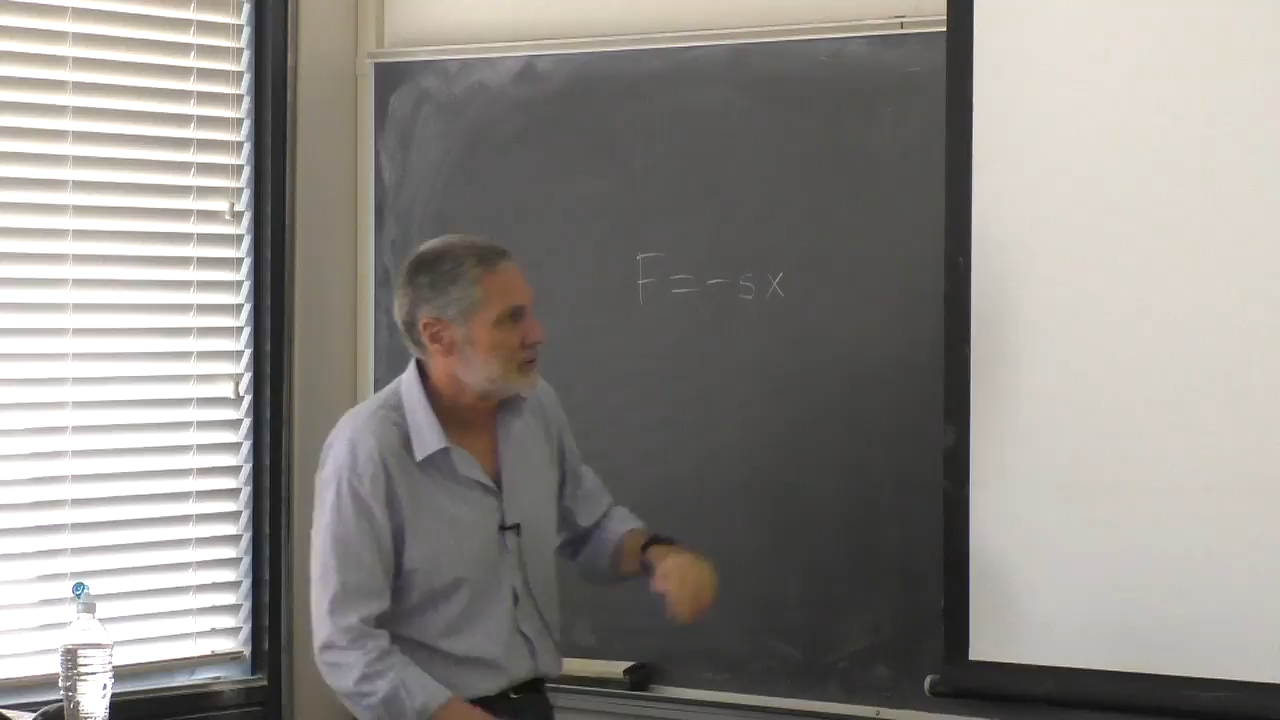 F = -sx